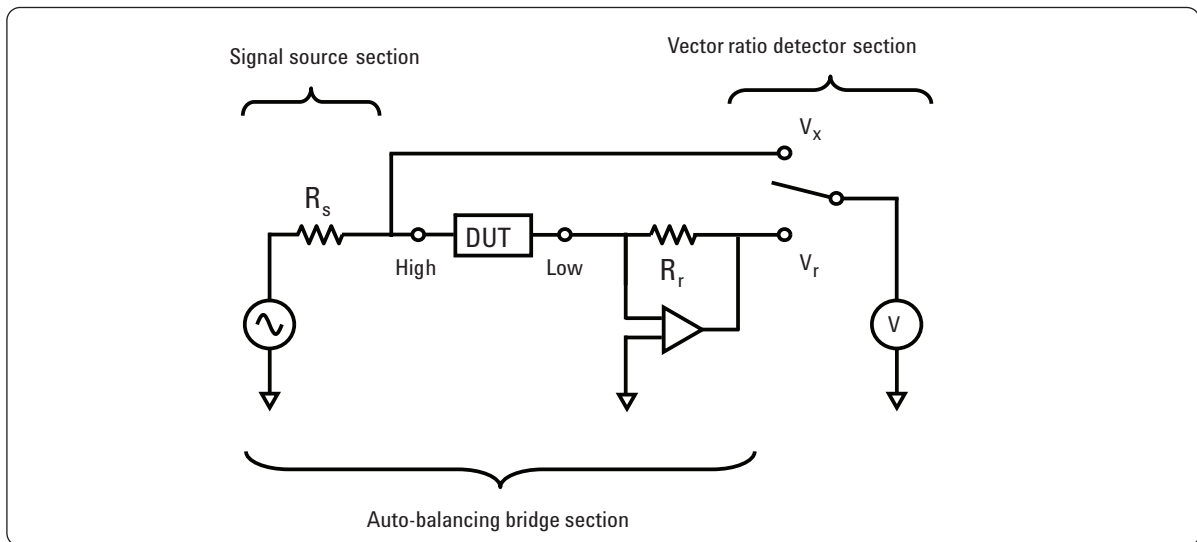 Vector ratio detector section
Signal source section
Vx
Rs
DUT
High
Low
Rr
Vr
V
Auto-balancing bridge section